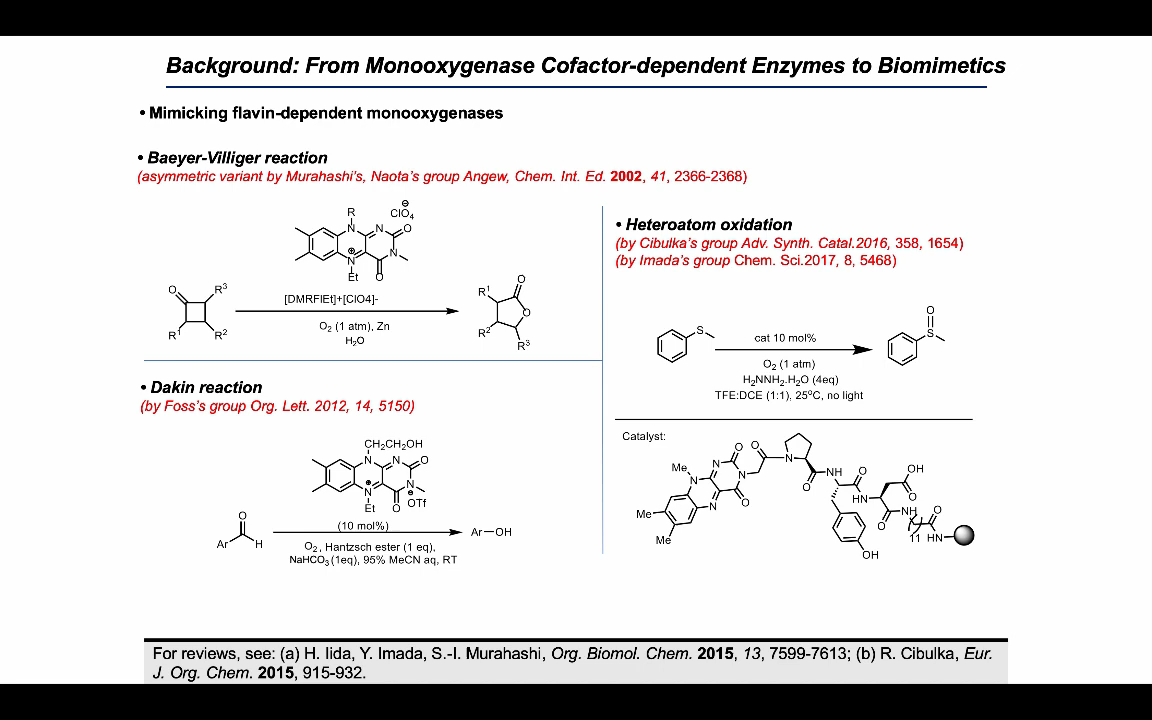 Background: From Monooxygenase Cofactor-dependent Enzymes to Biomimetics
• Mimicking flavin-dependent monooxygenases
• Baeyer-Villiger reaction
(asymmetric variant by Murahashi's, Naota's group Angew, Chem. Int. Ed. 2002, 41, 2366-2368)
R
⊖
ClO4
N N O
N
⊕
N
Et O
O R3
R1 R2
[DMRFlEt]+[ClO4]-
O2 (1 atm), Zn
H2O
O
R1
O
R2
R3
• Dakin reaction
(by Foss's group Org. Lett. 2012, 14, 5150)
CH2CH2OH
N N O
⊕
N N
⊖
Et O OTf
O
Ar H
(10 mol%)
O2, Hantzsch ester (1 eq),
NaHCO3 (1eq), 95% MeCN aq, RT
Ar—OH
• Heteroatom oxidation
(by Cibulka's group Adv. Synth. Catal.2016, 358, 1654)
(by Imada's group Chem. Sci.2017, 8, 5468)
S
cat 10 mol%
O2 (1 atm)
H2NNH2.H2O (4eq)
TFE:DCE (1:1), 25oC, no light
O
S
Catalyst:
Me N N O N O
Me N O
Me
O N
O NH O
HN
OH
O OH
O
O NH
11 HN
O
For reviews, see: (a) H. Iida, Y. Imada, S.-I. Murahashi, Org. Biomol. Chem. 2015, 13, 7599-7613; (b) R. Cibulka, Eur.
J. Org. Chem. 2015, 915-932.